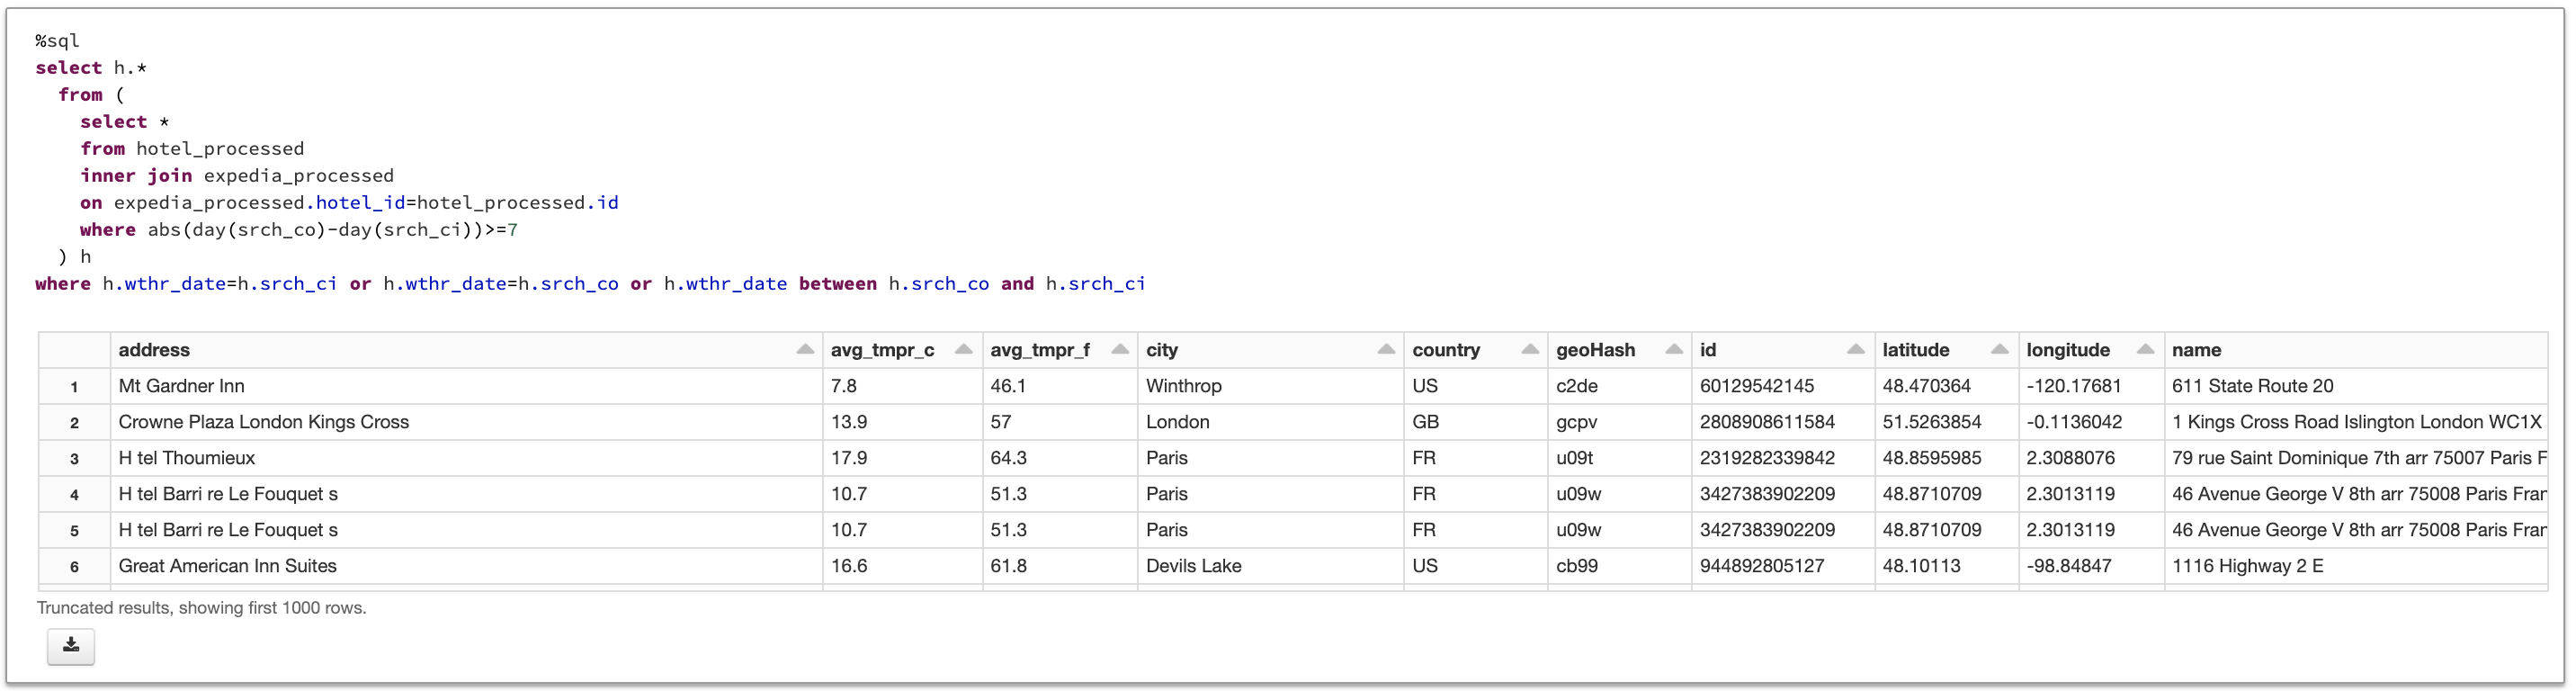 %sql
select h.*
from (
select *
from hotel_processed
inner join expedia_processed
on expedia_processed.hotel_id=hotel_processed.id
where abs(day(srch_co)-day(srch_ci))>=7
) h
where h.wthr_date=h.srch_ci or h.wthr_date=h.srch_co or h.wthr_date between h.srch_co and h.srch_ci
address avg_tmpr_c avg_tmpr_f city country geoHash id latitude longitude name
1 Mt Gardner Inn 7.8 46.1 Winthrop US c2de 60129542145 48.470364 -120.17681 611 State Route 20
2 Crowne Plaza London Kings Cross 13.9 57 London GB gcpv 2808908611584 51.5263854 -0.1136042 1 Kings Cross Road Islington London WC1X
3 H tel Thoumieux 17.9 64.3 Paris FR u09t 2319282339842 48.8595985 2.3088076 79 rue Saint Dominique 7th arr 75007 Paris F
4 H tel Barri re Le Fouquet s 10.7 51.3 Paris FR u09w 3427383902209 48.8710709 2.3013119 46 Avenue George V 8th arr 75008 Paris Fran
5 H tel Barri re Le Fouquet s 10.7 51.3 Paris FR u09w 3427383902209 48.8710709 2.3013119 46 Avenue George V 8th arr 75008 Paris Fran
6 Great American Inn Suites 16.6 61.8 Devils Lake US cb99 944892805127 48.10113 -98.84847 1116 Highway 2 E
Truncated results, showing first 1000 rows.